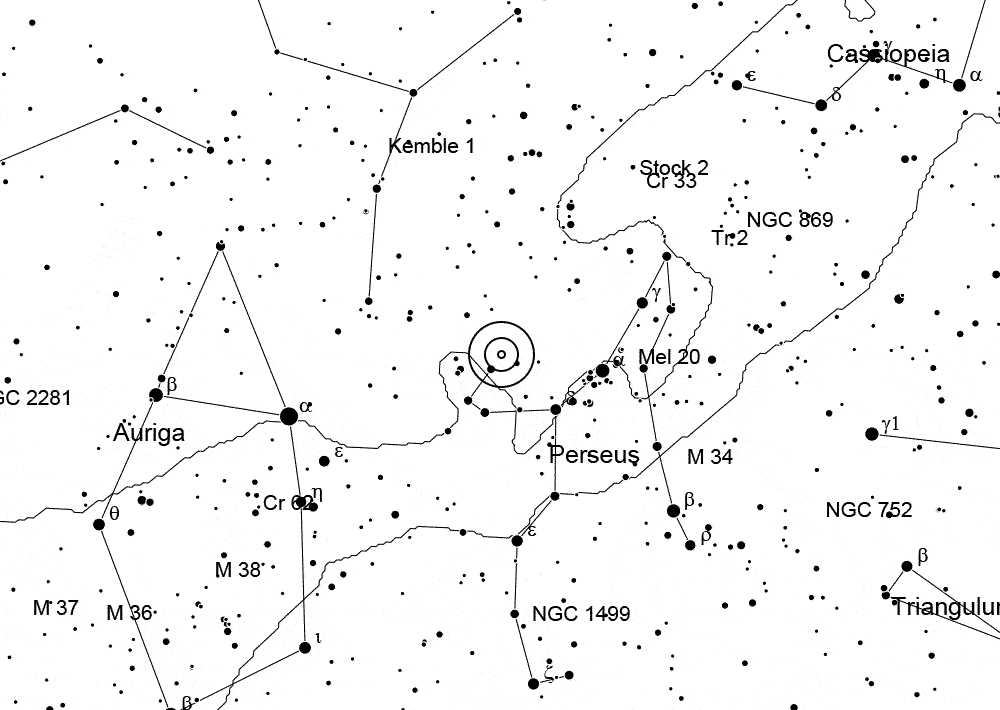 γ
Cassiopeia
ϵ
η
α
δ
Kemble 1
Stock 2
Cr 33
NGC 869
Tr 2
γ
α
Mel 20
β
GC 2281
α
δ
γ1
Auriga
ε
Perseus
M 34
Cr 62
η
β
NGC 752
θ
ε
ρ
β
M 38
M 37
M 36
NGC 1499
Triangulum
ι
ζ
β